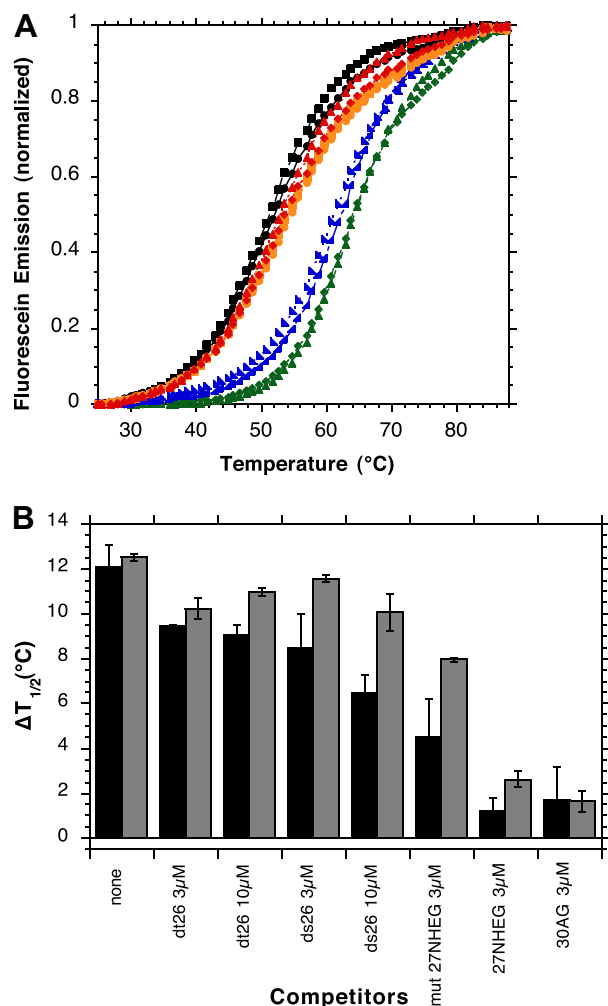 A
Fluorescein Emission (normalized)
1
0.8
0.6
0.4
0.2
0
30 40 50 60 70 80
Temperature (°C)
B
ΔT1/2(°C)
14
12
10
8
6
4
2
0
none
dt26 3µM
dt26 10µM
ds26 3µM
ds26 10µM
mut 27NHEG 3µM
27NHEG 3µM
30AG 3µM
Competitors